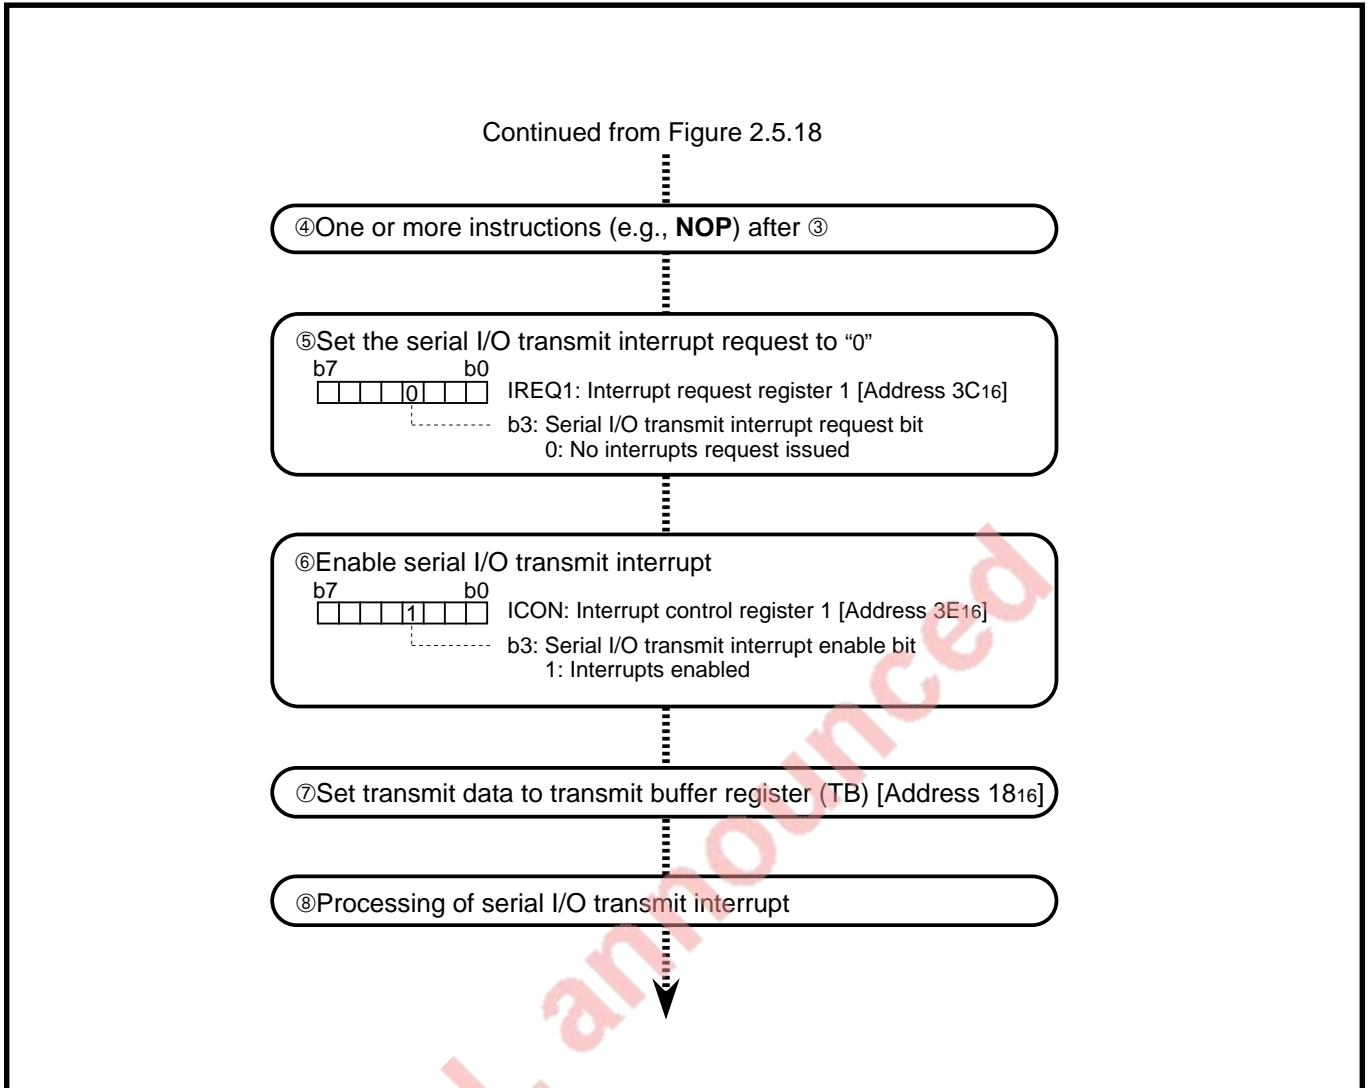 Continued from Figure 2.5.18
④One or more instructions (e.g., NOP) after ③
⑤Set the serial I/O transmit interrupt request to “0”
b7 b0
0
IREQ1: Interrupt request register 1 [Address 3C16]
b3: Serial I/O transmit interrupt request bit
0: No interrupts request issued
⑥Enable serial I/O transmit interrupt
b7 b0
1
ICON: Interrupt control register 1 [Address 3E16]
b3: Serial I/O transmit interrupt enable bit
1: Interrupts enabled
⑦Set transmit data to transmit buffer register (TB) [Address 1816]
⑧Processing of serial I/O transmit interrupt
announced